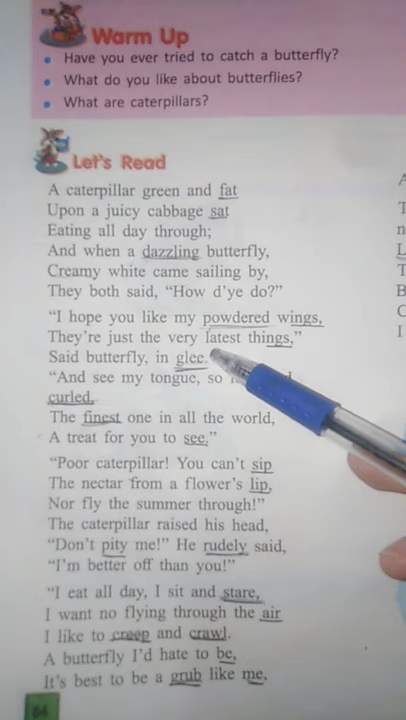 Warm Up
Have you ever tried to catch a butterfly?
What do you like about butterflies?
What are caterpillars?
Let's Read
A caterpillar green and fat
Upon a juicy cabbage sat
Eating all day through;
And when a dazzling butterfly,
Creamy white came sailing by,
They both said, "How d'ye do?"
"I hope you like my powdered wings,
They're just the very latest things,"
Said butterfly, in glee.
"And see my tongue, so
curled,
The finest one in all the world,
A treat for you to see."
"Poor caterpillar! You can't sip
The nectar from a flower's lip,
Nor fly the summer through!"
The caterpillar raised his head,
"Don't pity me!" He rudely said,
"I'm better off than you!"
"I eat all day, I sit and stare,
I want no flying through the air
I like to creep and crawl.
A butterfly I'd hate to be,
It's best to be a grub like me,
84